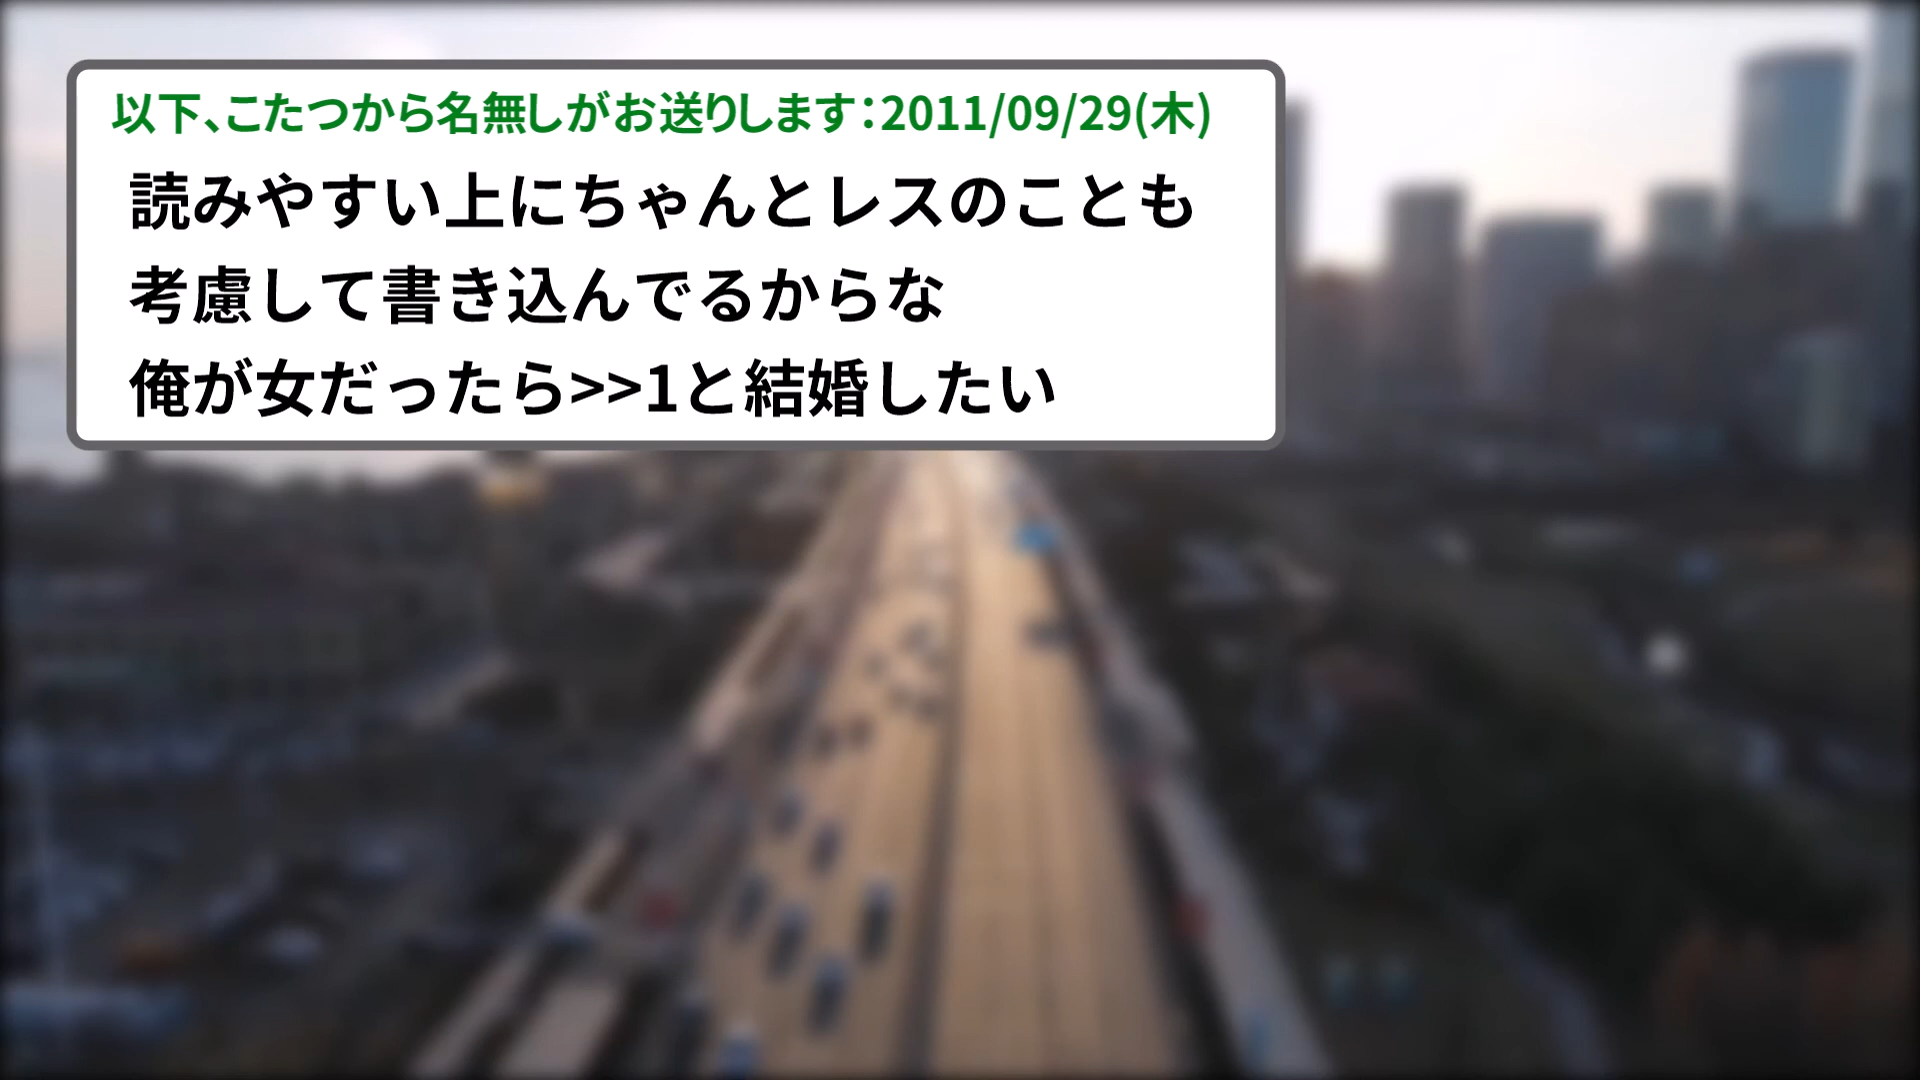 以下、こたつから名無しがお送りします：2011/09/29(木)
読みやすい上にちゃんとレスのことも
考慮して書き込んでるからな
俺が女だったら>>1と結婚したい